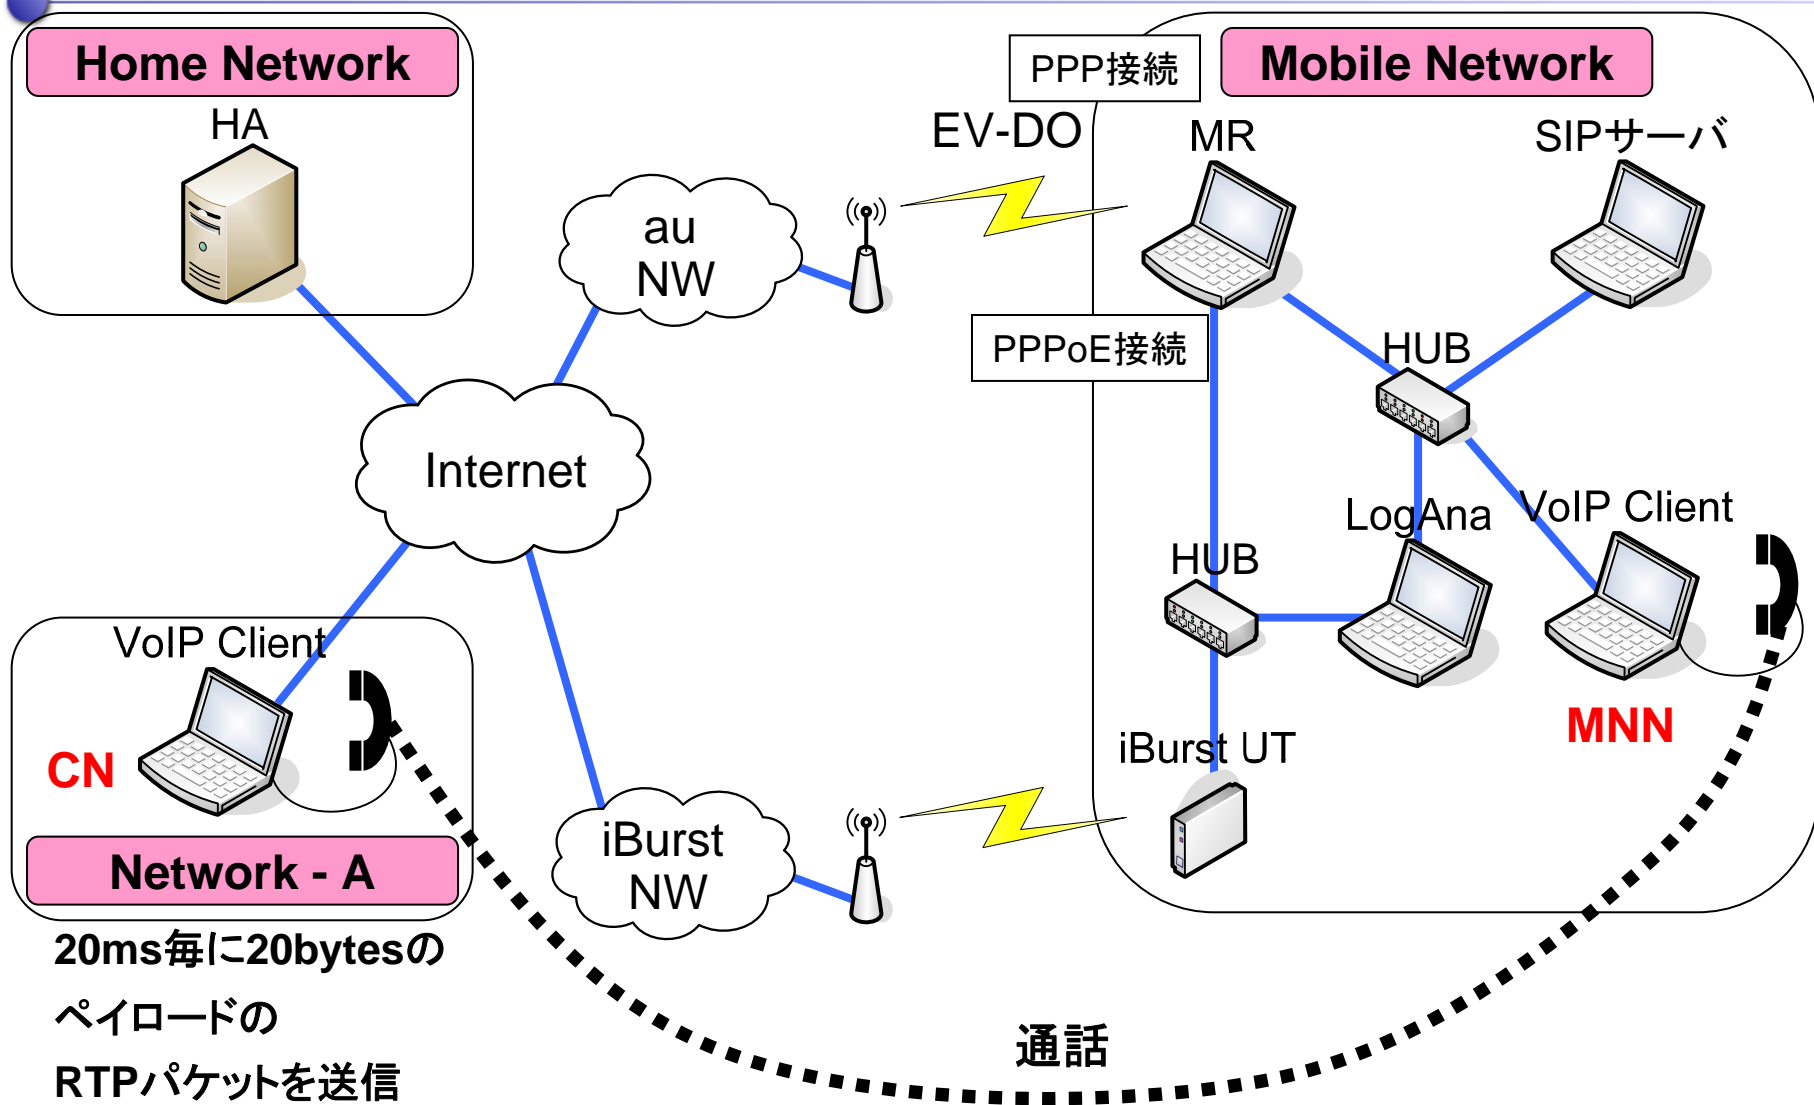 Home Network
HA
PPP接続
Mobile Network
EV-DO
MR
SIPサーバ
au
NW
PPPoE接続
HUB
Internet
LogAna
VoIP Client
HUB
VoIP Client
MNN
CN
iBurst UT
iBurst
NW
Network - A
20ms毎に20bytesの
ペイロードの
RTPパケットを送信
通話